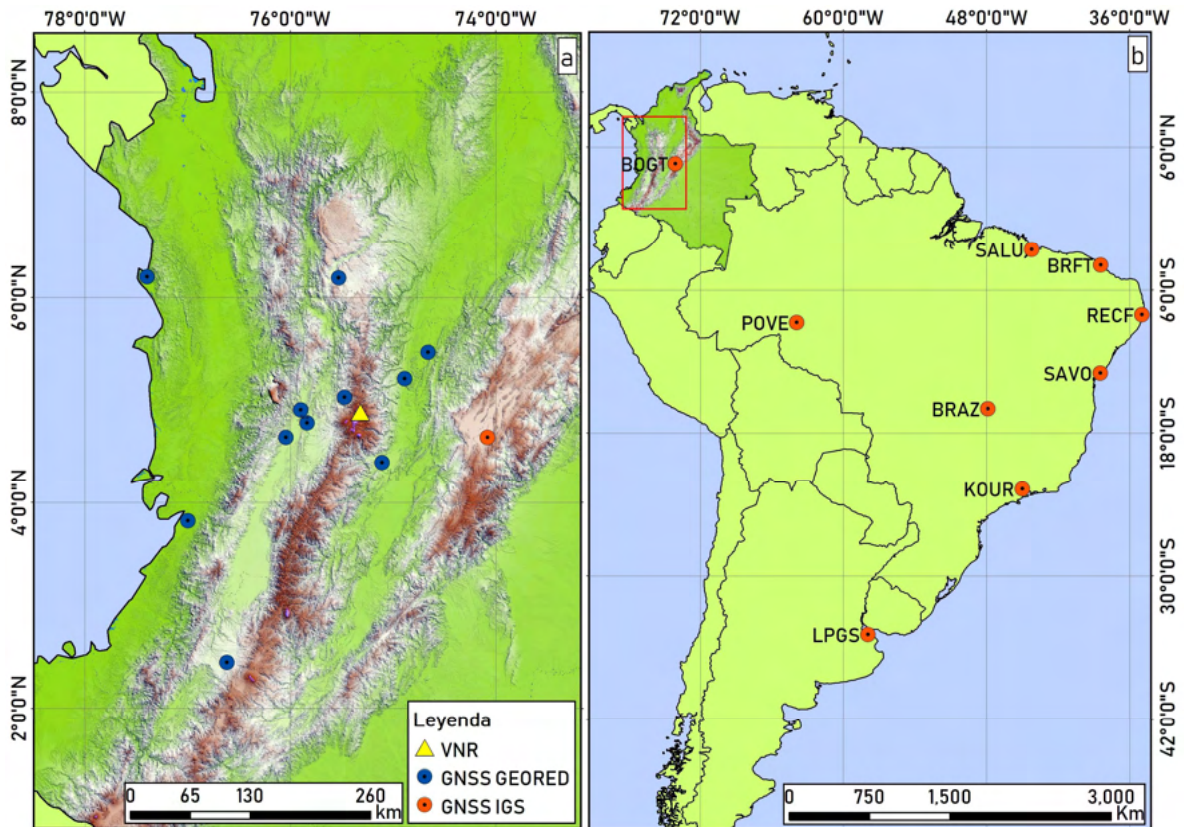 78°0'0"W 76°0'0"W 74°0'0"W
72°0'0"W 60°0'0"W 48°0'0"W 36°0'0"W
a
b
8°0'0"N
6°0'0"N
4°0'0"N
2°0'0"N
Leyenda
VNR
GNSS GEORED
GNSS IGS
0 65 130 260
km
BOGT
SALU
BRFT
RECF
POVE
SAVO
BRAZ
KOUR
LPGS
6°0'0"N
6°0'0"S
18°0'0"S
30°0'0"S
42°0'0"S
0 750 1,500 3,000
Km